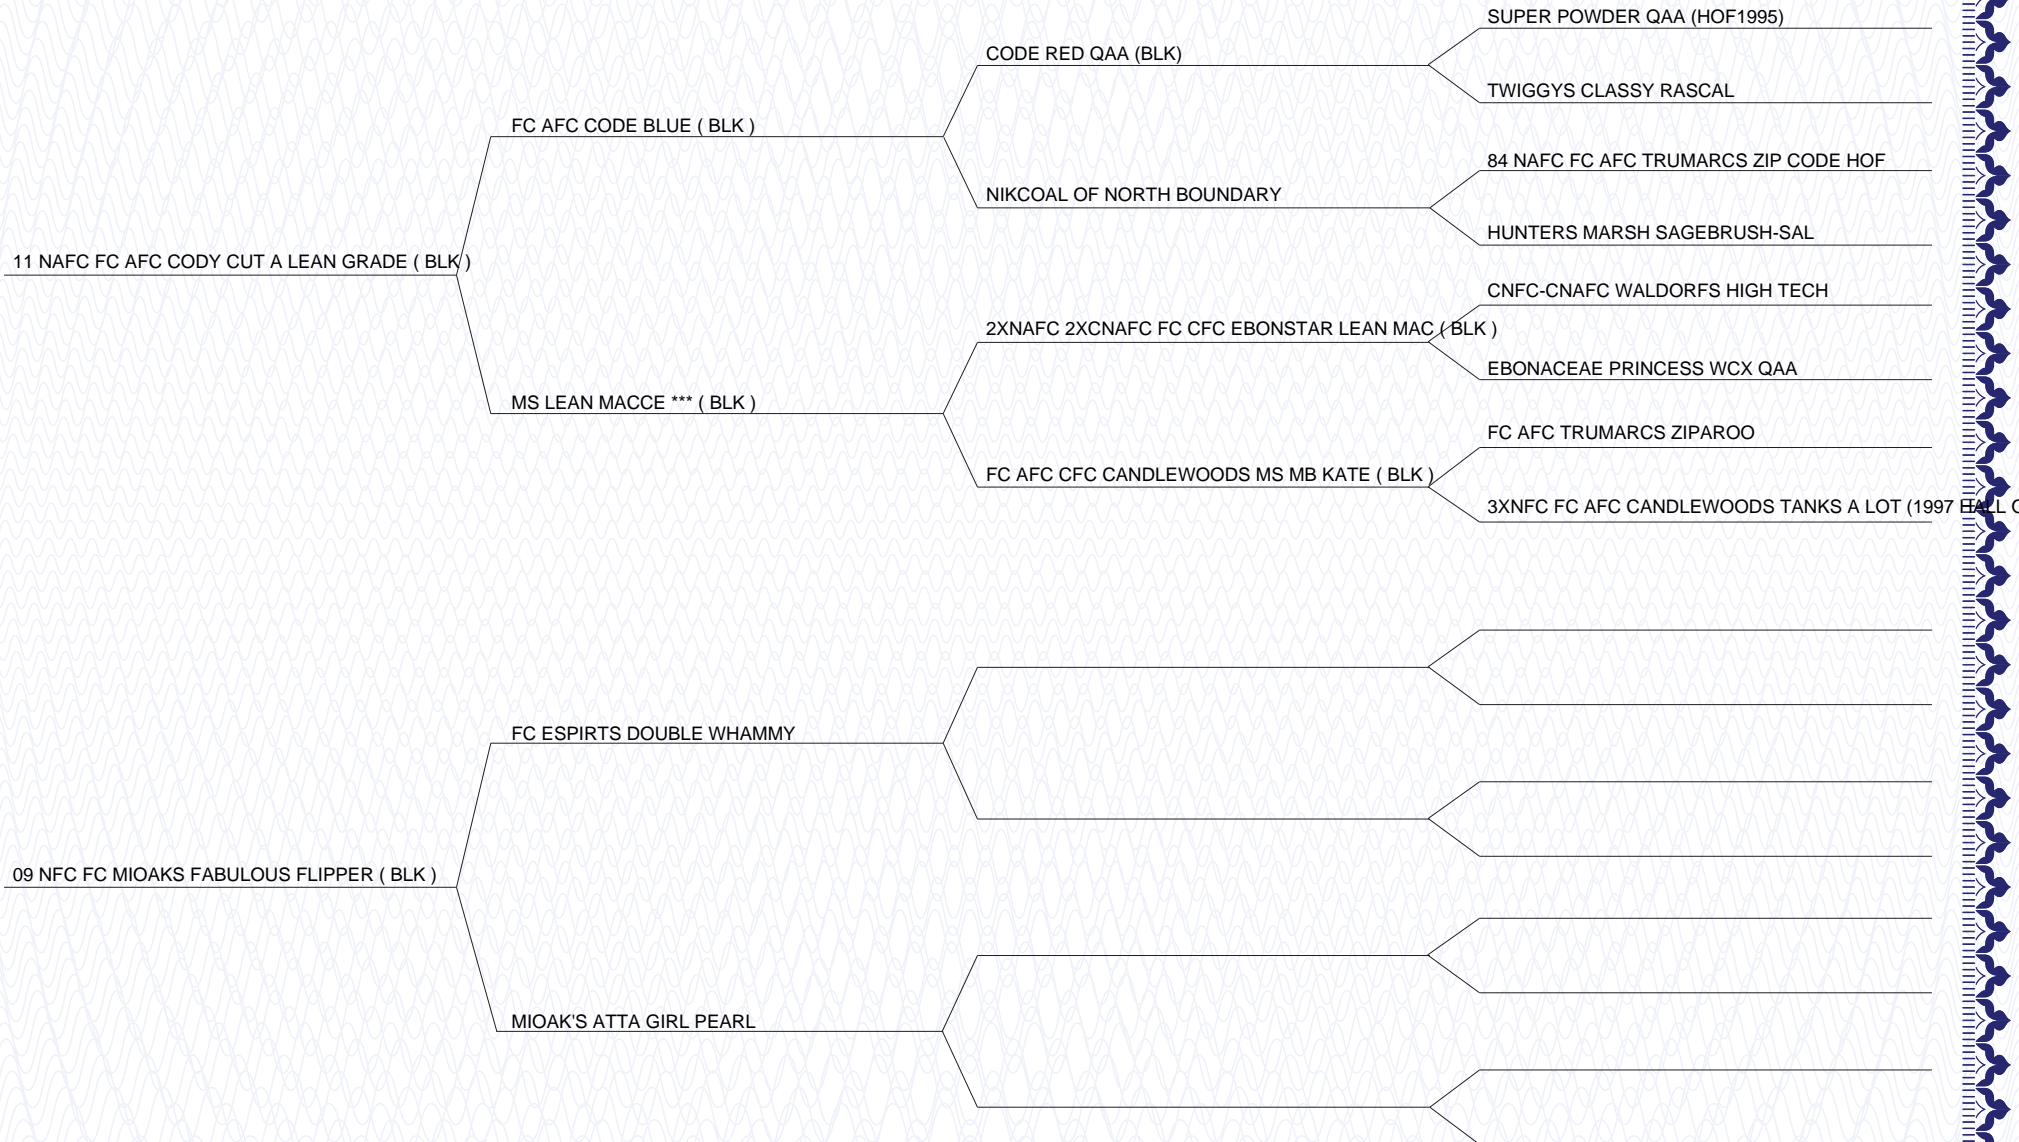 SUPER POWDER QAA (HOF1995)
CODE RED QAA (BLK)
TWIGGYS CLASSY RASCAL
FC AFC CODE BLUE ( BLK )
84 NAFC FC AFC TRUMARCS ZIP CODE HOF
NIKCOAL OF NORTH BOUNDARY
HUNTERS MARSH SAGEBRUSH-SAL
11 NAFC FC AFC CODY CUT A LEAN GRADE ( BLK )
CNFC-CNAFC WALDORFS HIGH TECH
2XNAFC 2XCNAFC FC CFC EBONSTAR LEAN MAC ( BLK )
EBONACEAE PRINCESS WCX QAA
MS LEAN MACCE *** ( BLK )
FC AFC TRUMARCS ZIPAROO
FC AFC CFC CANDLEWOODS MS MB KATE ( BLK )
3XNFC FC AFC CANDLEWOODS TANKS A LOT (1997 HALL
FC ESPIRTS DOUBLE WHAMMY
09 NFC FC MIOAKS FABULOUS FLIPPER ( BLK )
MIOAK'S ATTA GIRL PEARL